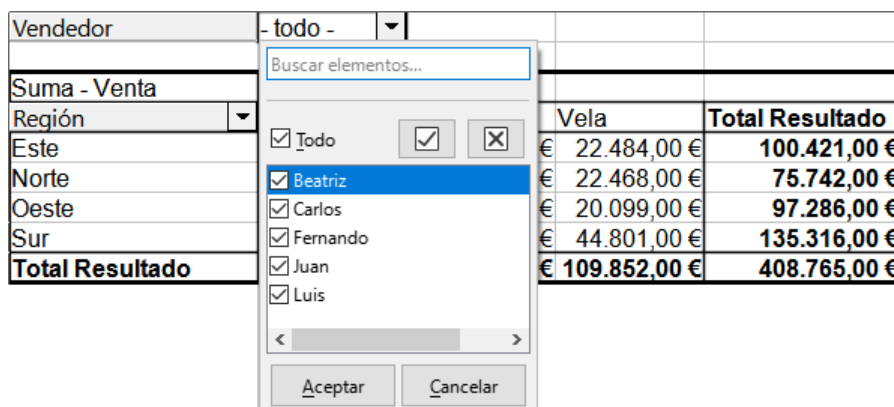 Vendedor - todo -
Buscar elementos...
Suma - Venta
Región Vela Total Resultado
Todo
Este € 22.484,00 € 100.421,00 €
Beatriz
Norte € 22.468,00 € 75.742,00 €
Carlos
Oeste € 20.099,00 € 97.286,00 €
Fernando
Sur € 44.801,00 € 135.316,00 €
Juan
Total Resultado € 109.852,00 € 408.765,00 €
Luis
Aceptar Cancelar